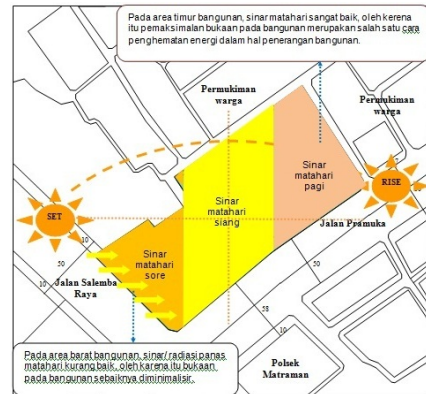 Pada area timur bangunan, sinar matahari sangat baik, oleh karena
itu pemaksimalan bukaan pada bangunan merupakan salah satu cara
penghematan energi dalam hal penerangan bangunan.
Permukiman
warga
Permukiman
warga
SET
RISE
Sinar
matahari
pagi
Sinar
matahari
siang
Sinar
matahari
sore
Jalan Pramuka
10
50
Jalan Salemba
Raya
50
10
50
58
10
Polsek
Matraman
Pada area barat bangunan, sinar/ radiasi panas
matahari kurang baik, oleh karena itu bukaan
pada bangunan sebaiknya diminimalisir.